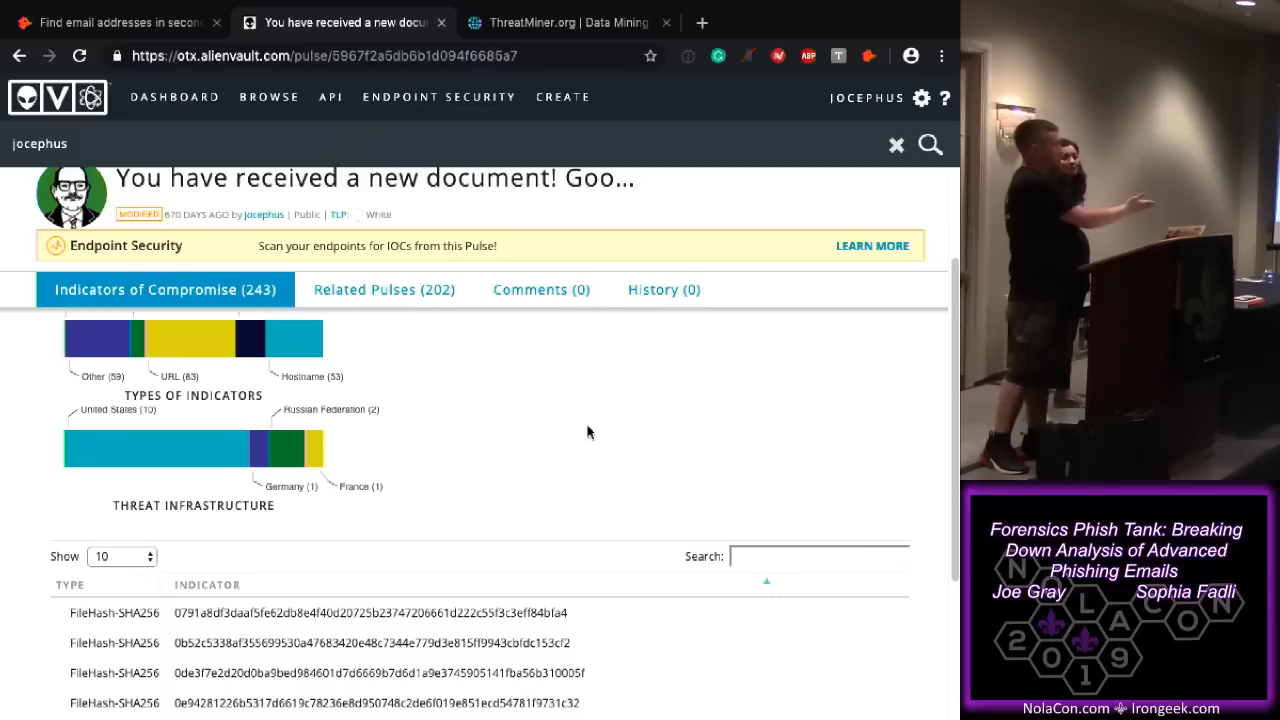 Find email addresses in secon
You have received a new docu
ThreatMiner.org | Data Mining
https://otx.alienvault.com/pulse/5967f2a5db6b1d094f6685a7
ABP
T
V
DASHBOARD
BROWSE
API
ENDPOINT SECURITY
CREATE
JOCEPHUS
?
jocephus
You have received a new document! Goo...
MODIFIED 670 DAYS AGO by jocephus | Public | TLP: White
Endpoint Security
Scan your endpoints for IOCs from this Pulse!
LEARN MORE
Indicators of Compromise (243)
Related Pulses (202)
Comments (0)
History (0)
Other (59)
URL (83)
Hostname (53)
TYPES OF INDICATORS
United States (10)
Russian Federation (2)
Germany (1)
France (1)
THREAT INFRASTRUCTURE
Show 10
Search:
TYPE
INDICATOR
FileHash-SHA256 0791a8df3daaf5fe62db8e4f40d20725b23747206661d222c55f3c3eff84bfa4
FileHash-SHA256 0b52c5338af355699530a47683420e48c7344e779d3e815ff9943cbfdc153cf2
FileHash-SHA256 0de3f7e2d20d0ba9bed984601d7d6669b7d6d1a9e3745905141fba56b310005f
FileHash-SHA256 0e94281226b5317d6619c78236e8d950748c2de6f019e851ecd54781f9731c32
Forensics Phish Tank: Breaking
Down Analysis of Advanced
Phishing Emails
Joe Gray
Sophia Fadli
NOLACON
2019
NolaCon.com
Irongeek.com